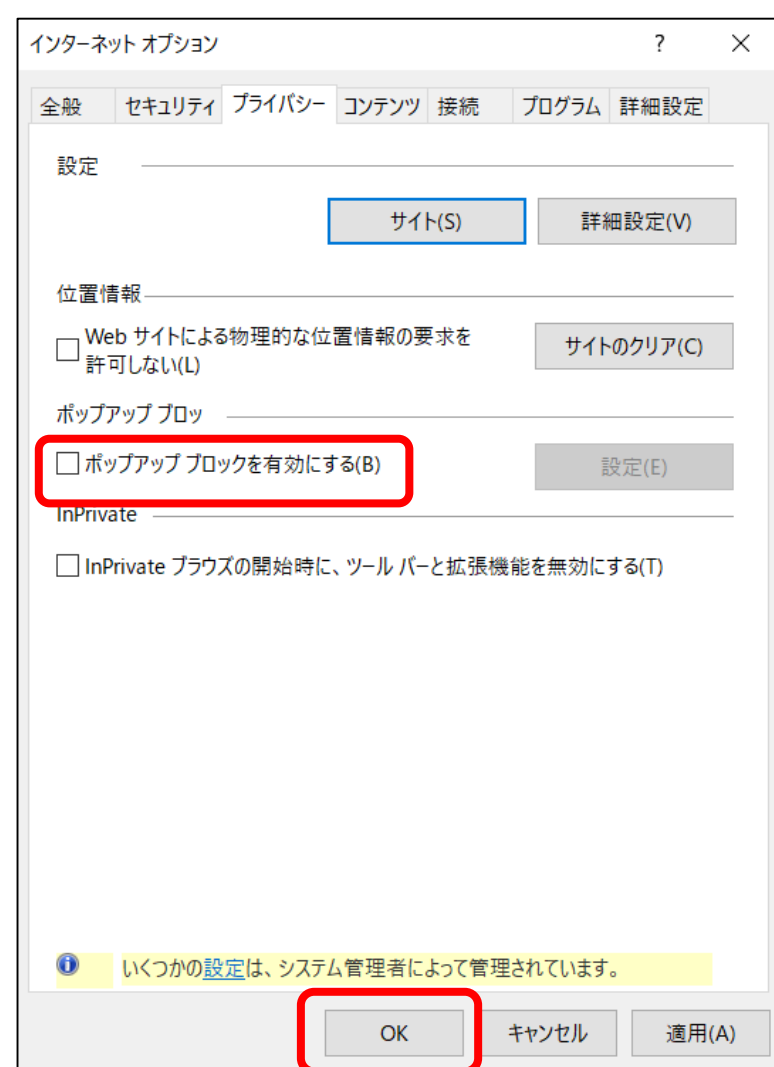 インターネット オプション ? ×
全般 セキュリティ プライバシー コンテンツ 接続 プログラム 詳細設定
設定
サイト(S) 詳細設定(V)
位置情報
Web サイトによる物理的な位置情報の要求を
許可しない(L)
サイトのクリア(C)
ポップアップ ブロッ
ポップアップ ブロックを有効にする(B) 設定(E)
InPrivate
InPrivate ブラウズの開始時に、ツール バーと拡張機能を無効にする(T)
いくつかの設定は、システム管理者によって管理されています。
OK キャンセル 適用(A)